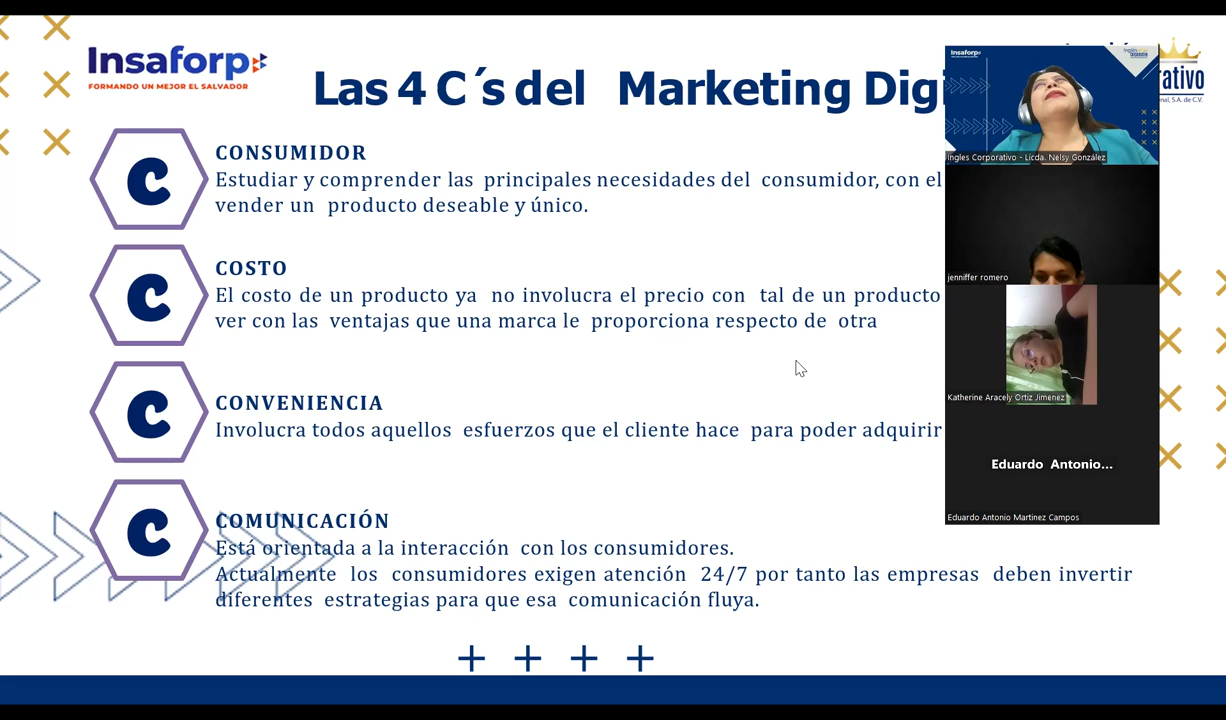 Insaforp
FORMANDO UN MEJOR EL SALVADOR
Las 4 C´s del Marketing Digi
rativo
nal, S.A. de C.V.
C
CONSUMIDOR
Estudiar y comprender las principales necesidades del consumidor, con el
vender un producto deseable y único.
C
COSTO
El costo de un producto ya no involucra el precio con tal de un producto
ver con las ventajas que una marca le proporciona respecto de otra
C
CONVENIENCIA
Involucra todos aquellos esfuerzos que el cliente hace para poder adquirir
C
COMUNICACIÓN
Está orientada a la interacción con los consumidores.
Actualmente los consumidores exigen atención 24/7 por tanto las empresas deben invertir
diferentes estrategias para que esa comunicación fluya.
Insaforp
Ingles Corporativo - Licda. Nelsy González
jenniffer romero
Katherine Aracely Ortiz Jimenez
Eduardo Antonio...
Eduardo Antonio Martinez Campos